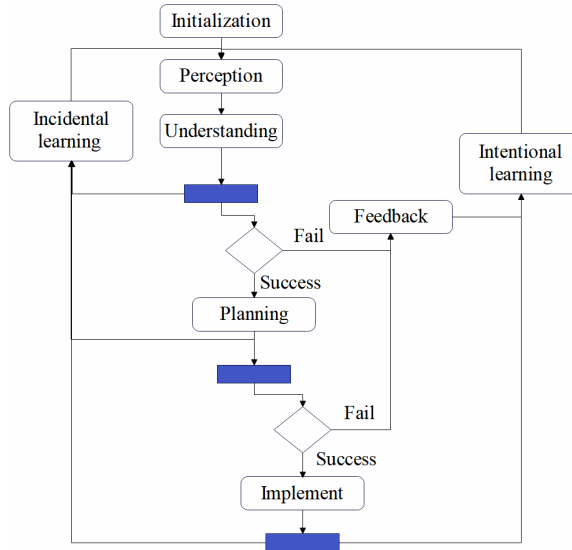 Initialization
Perception
Incidental
learning
Understanding
Intentional
learning
Feedback
Fail
Success
Planning
Fail
Success
Implement